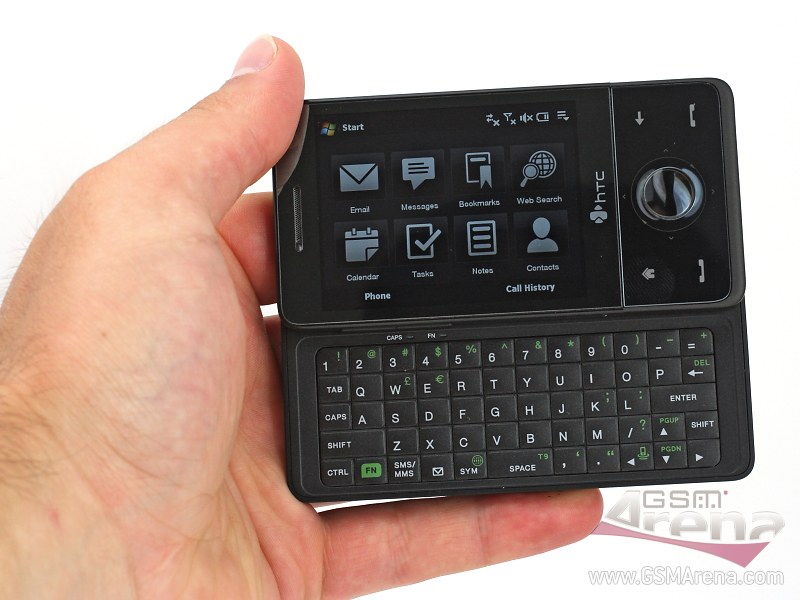 Start
Email Messages Bookmarks Web Search
Calendar Tasks Notes Contacts
Phone Call History
hTC
CAPS FN
1 ! 2 @ 3 # 4 $ 5 % 6 ^ 7 & 8 * 9 ( 0 ) - _ = +
TAB Q W £ E € R T Y U I O P ← DEL
CAPS A S D F G H J K ; L : ENTER
SHIFT Z X C V B N M / ? ▲ PGUP SHIFT
CTRL FN SMS/MMS SYM SPACE T9 , ' . “ ◄ ▼ PGDN ►
GSM
Arena
www.GSMArena.com